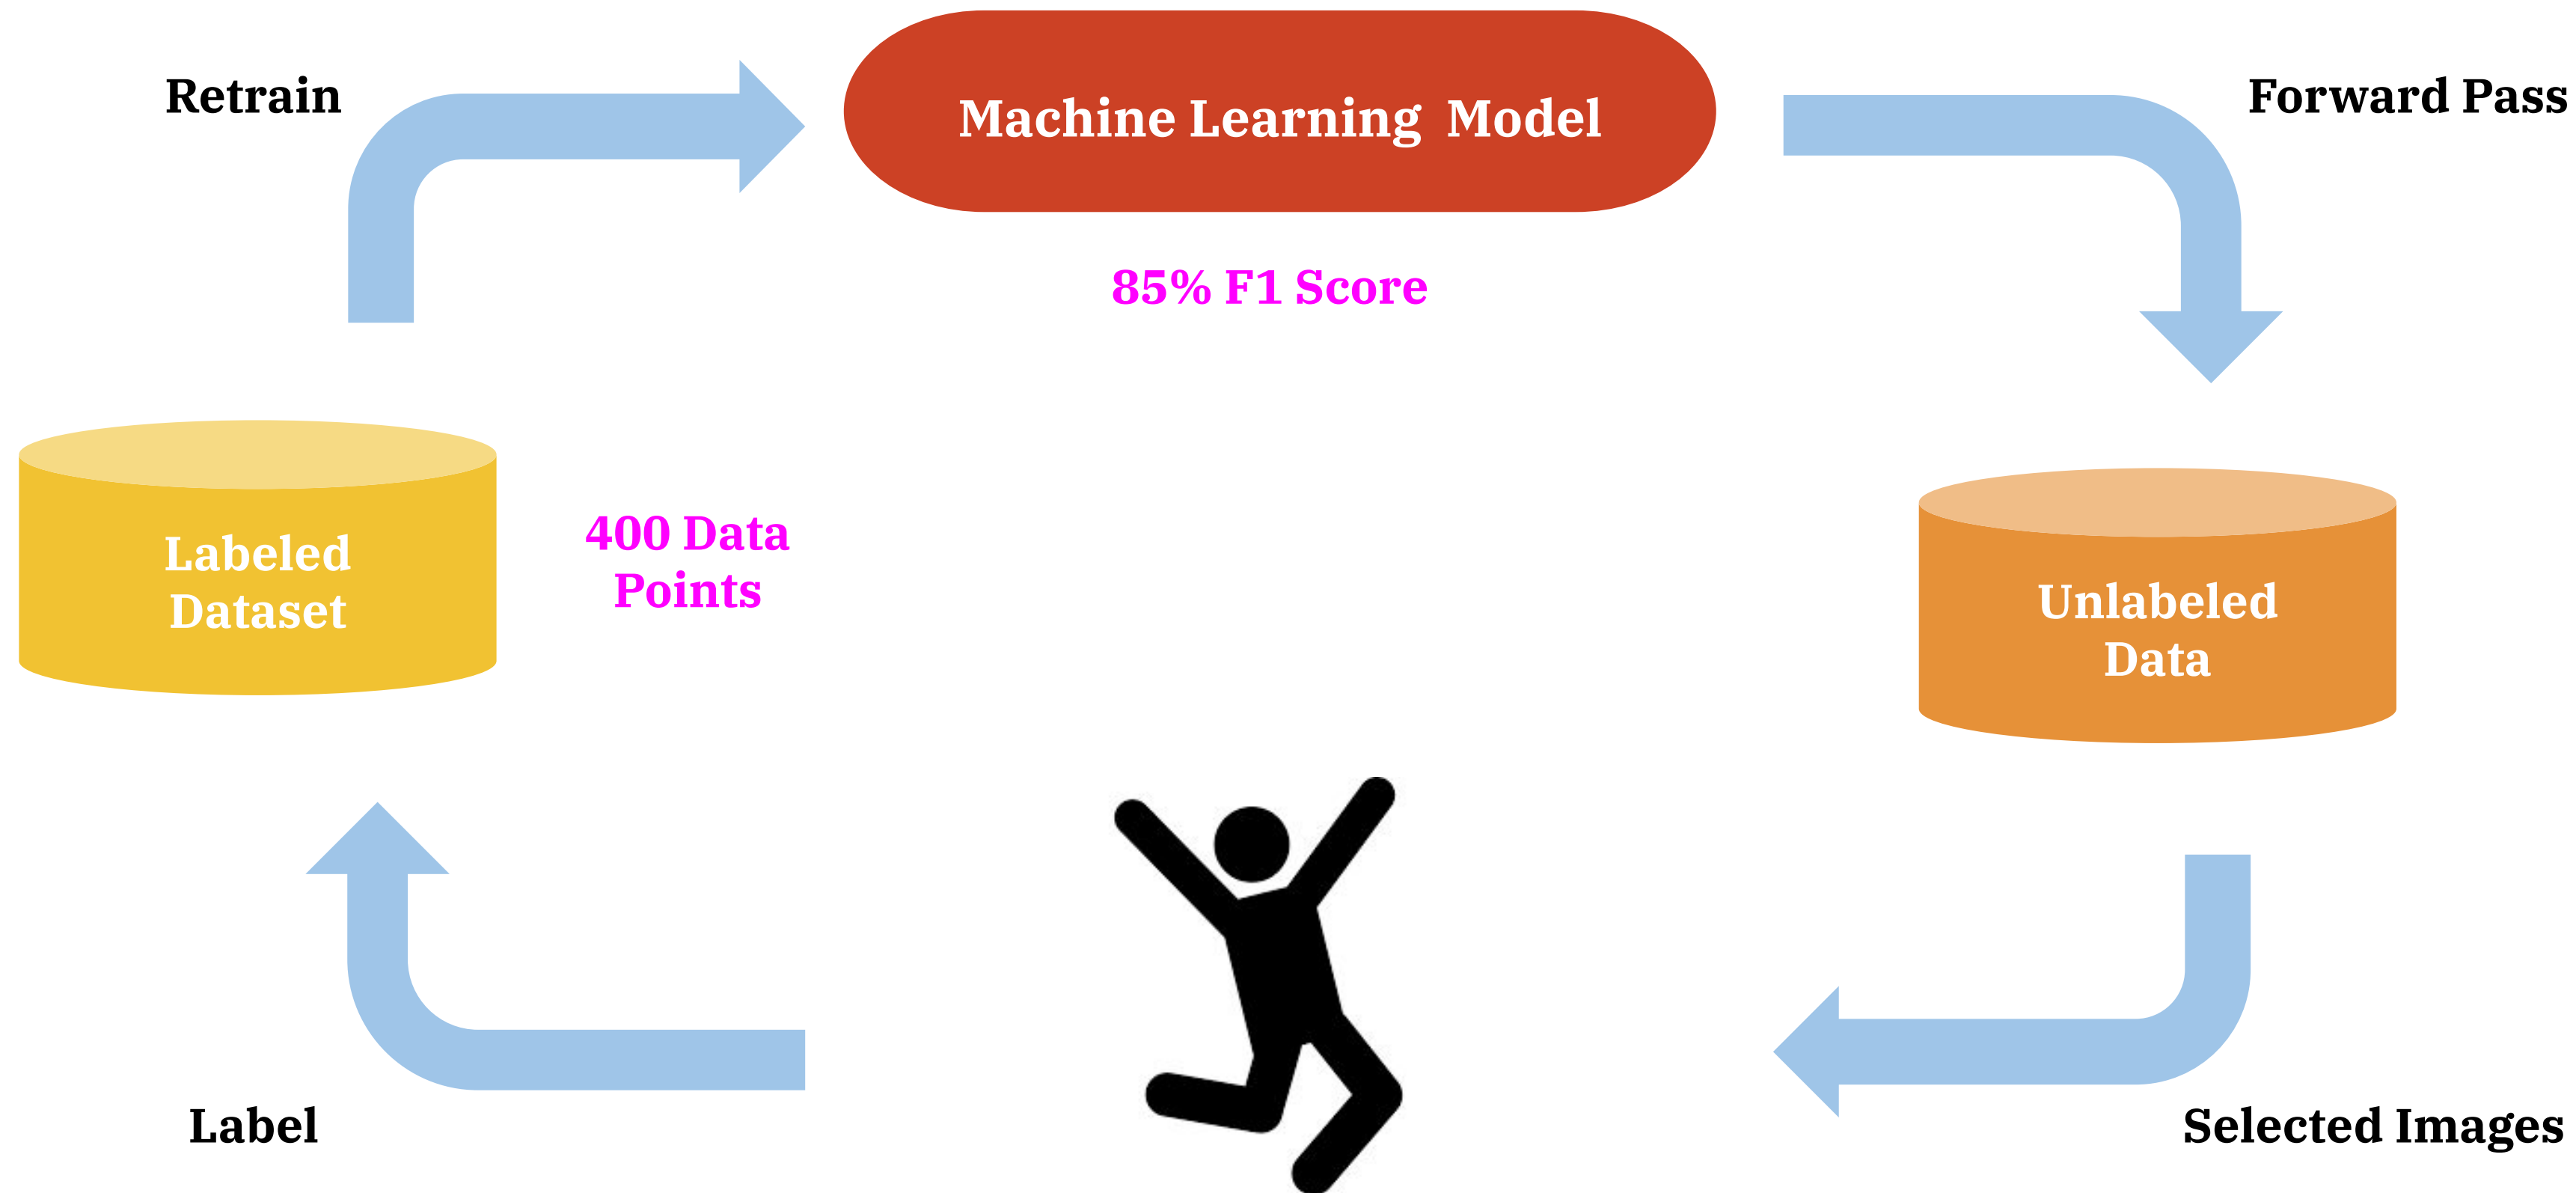 Retrain
Machine Learning  Model
Forward Pass
85% F1 Score
Labeled
Dataset
400 Data
Points
Unlabeled
Data
Label
Selected Images